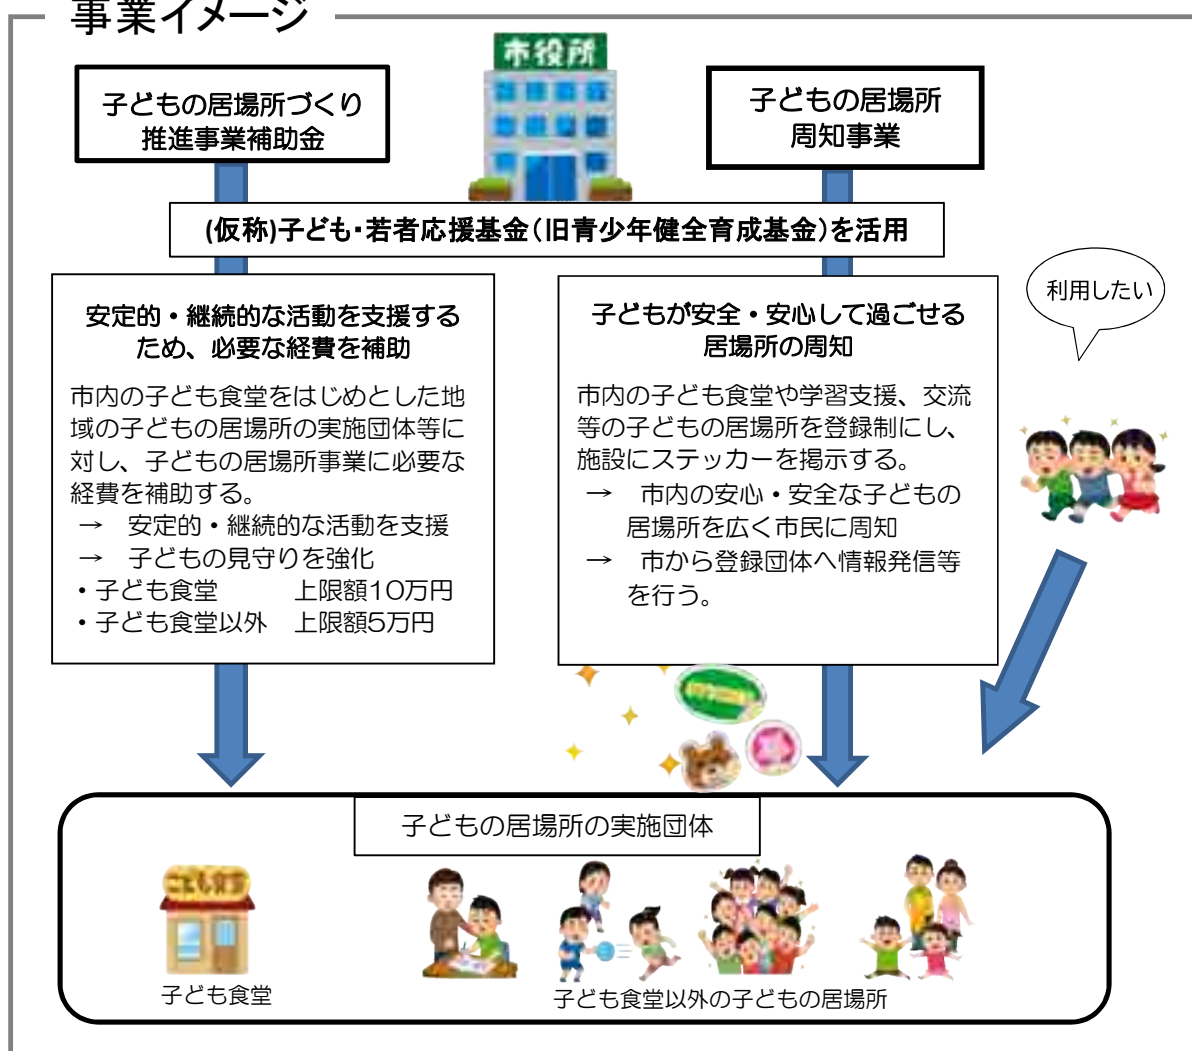 事業イメージ
市役所
子どもの居場所づくり
推進事業補助金
子どもの居場所
周知事業
(仮称)子ども・若者応援基金(旧青少年健全育成基金)を活用
安定的・継続的な活動を支援する
ため、必要な経費を補助
市内の子ども食堂をはじめとした地
域の子どもの居場所の実施団体等に
対し、子どもの居場所事業に必要な
経費を補助する。
→ 安定的・継続的な活動を支援
→ 子どもの見守りを強化
・子ども食堂 上限額10万円
・子ども食堂以外 上限額5万円
子どもが安全・安心して過ごせる
居場所の周知
市内の子ども食堂や学習支援、交流
等の子どもの居場所を登録制にし、
施設にステッカーを掲示する。
→ 市内の安心・安全な子どもの
居場所を広く市民に周知
→ 市から登録団体へ情報発信等
を行う。
利用したい
子どもの居場所の実施団体
こども食堂
子ども食堂
子ども食堂以外の子どもの居場所